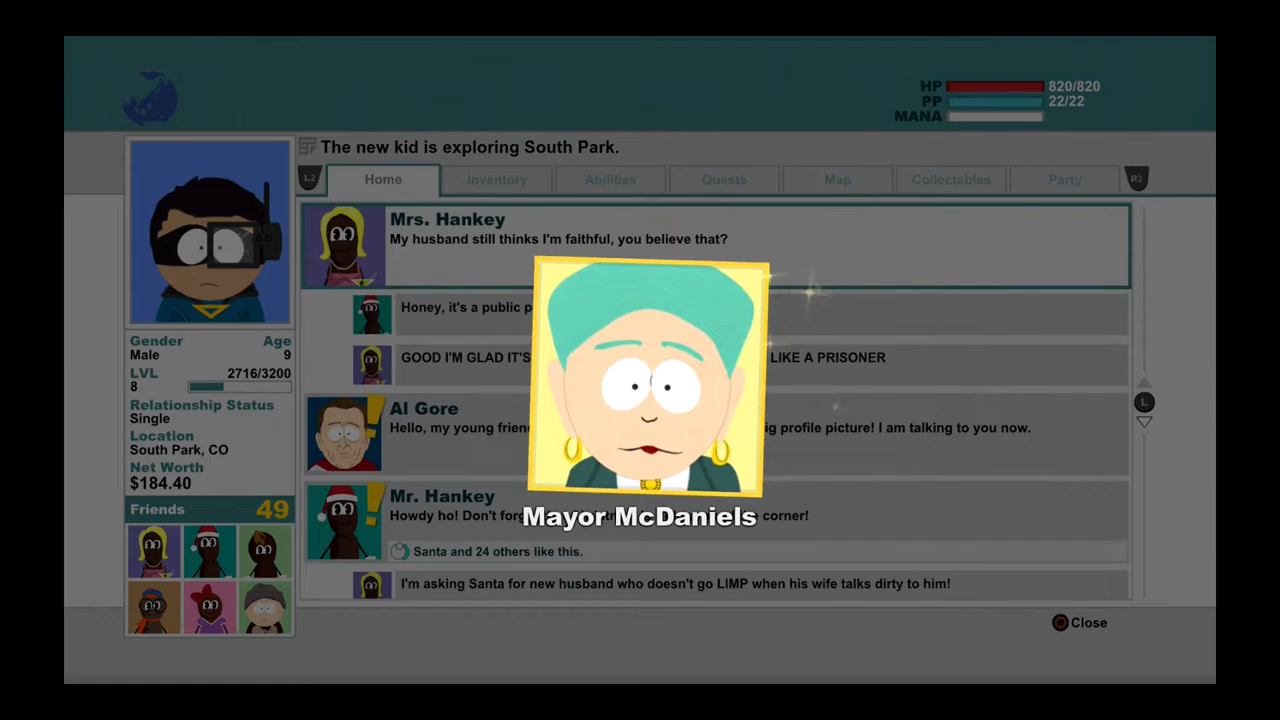 HP 820/820
PP 22/22
MANA
The new kid is exploring South Park.
L2 Home Inventory Abilities Quests Map Collectables Party R2
Mrs. Hankey
My husband still thinks I'm faithful, you believe that?
Honey, it's a public
GOOD I'M GLAD IT'S LIKE A PRISONER
Gender Age
Male 9
LVL 2716/3200
8
Relationship Status
Single
Location
South Park, CO
Net Worth
$184.40
Friends 49
Al Gore
Hello, my young profile picture! I am talking to you now.
Mr. Hankey
Howdy ho! Don't corner!
Mayor McDaniels
Santa and 24 others like this.
I'm asking Santa for new husband who doesn't go LIMP when his wife talks dirty to him!
L
Close